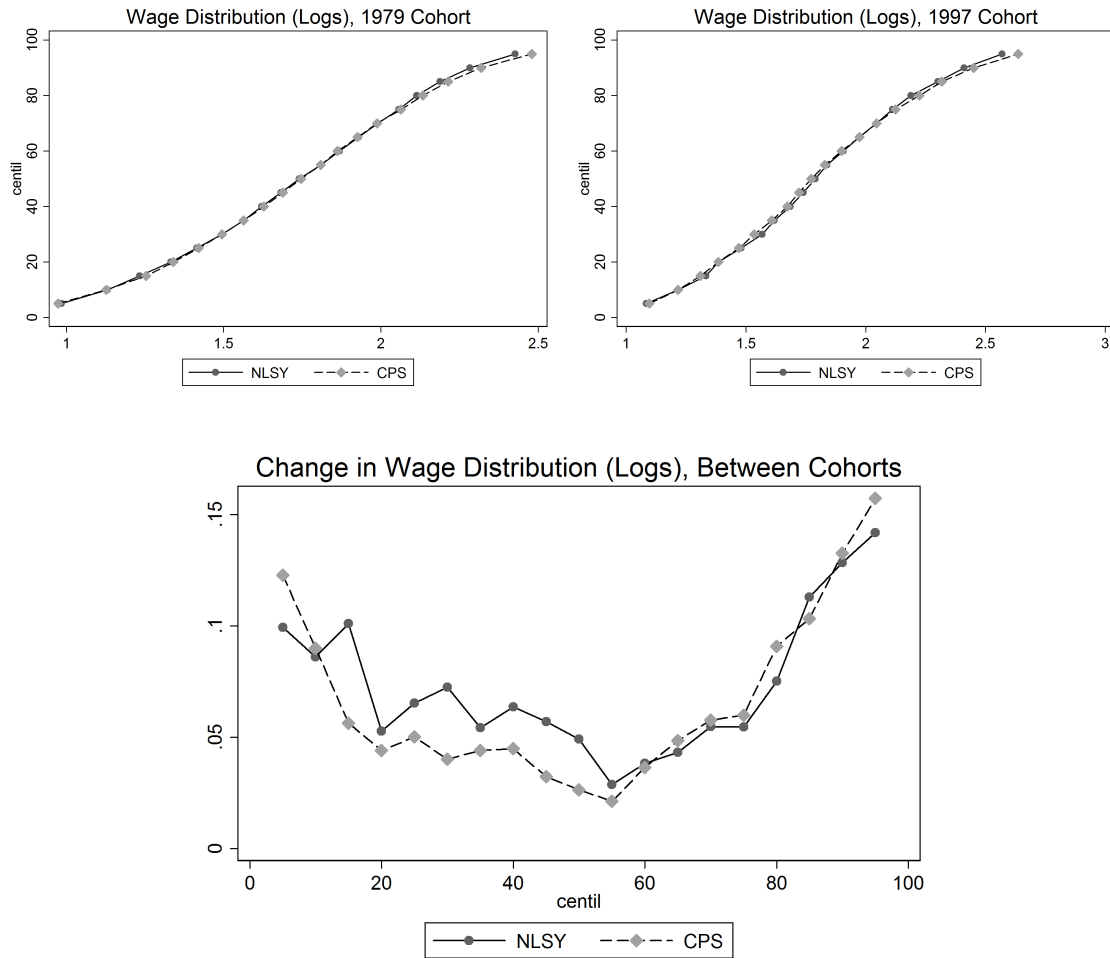 Wage Distribution (Logs), 1979 Cohort
centil
0
20
40
60
80
100
1
1.5
2
2.5
NLSY
CPS
Wage Distribution (Logs), 1997 Cohort
centil
0
20
40
60
80
100
1
1.5
2
2.5
3
NLSY
CPS
Change in Wage Distribution (Logs), Between Cohorts
0
.05
.1
.15
0
20
40
60
80
100
centil
NLSY
CPS